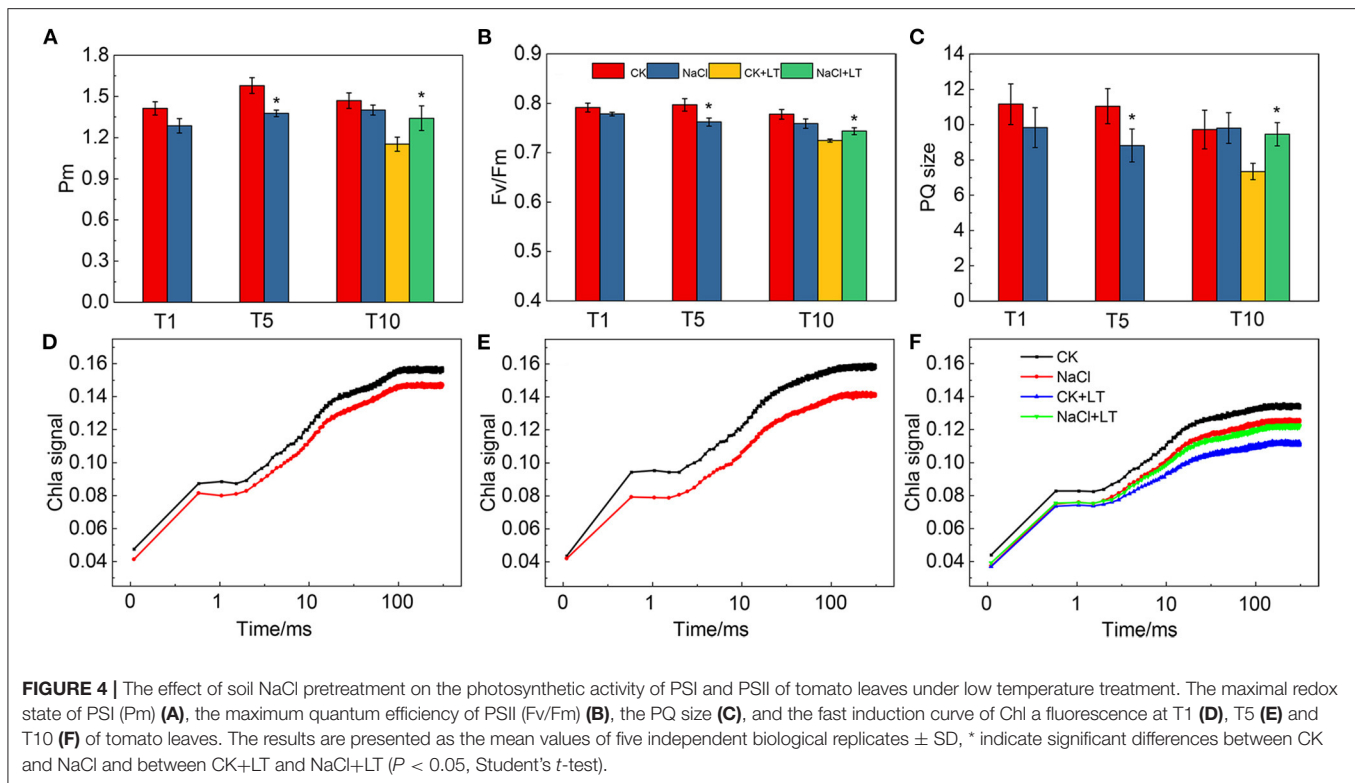 A
1.8
1.5
1.2
0.9
0.6
0.3
0.0
Pm
*
*
T1 T5 T10
B
0.9
0.8
0.7
0.6
0.5
0.4
Fv/Fm
CK NaCl CK+LT NaCl+LT
*
*
T1 T5 T10
C
14
12
10
8
6
4
2
0
PQ size
*
*
T1 T5 T10
D
0.16
0.14
0.12
0.10
0.08
0.06
0.04
Chla signal
0 1 10 100
Time/ms
E
0.16
0.14
0.12
0.10
0.08
0.06
0.04
Chla signal
0 1 10 100
Time/ms
F
0.16
0.14
0.12
0.10
0.08
0.06
0.04
Chla signal
CK
NaCl
CK+LT
NaCl+LT
0 1 10 100
Time/ms
FIGURE 4 | The effect of soil NaCl pretreatment on the photosynthetic activity of PSI and PSII of tomato leaves under low temperature treatment. The maximal redox
state of PSI (Pm) (A), the maximum quantum efficiency of PSII (Fv/Fm) (B), the PQ size (C), and the fast induction curve of Chl a fluorescence at T1 (D), T5 (E) and
T10 (F) of tomato leaves. The results are presented as the mean values of five independent biological replicates ± SD, * indicate significant differences between CK
and NaCl and between CK+LT and NaCl+LT (P < 0.05, Student's t-test).